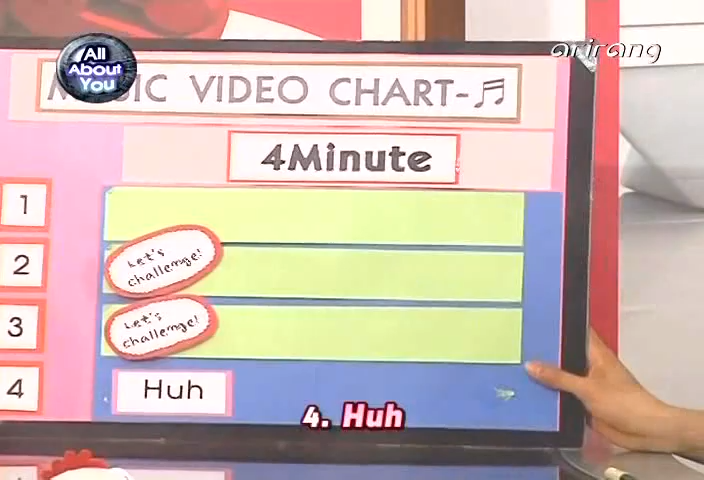 All
About
You
arirang
MUSIC VIDEO CHART-
4Minute
1
2
Let's
challenge!
3
Let's
challenge!
4
Huh
4. Huh